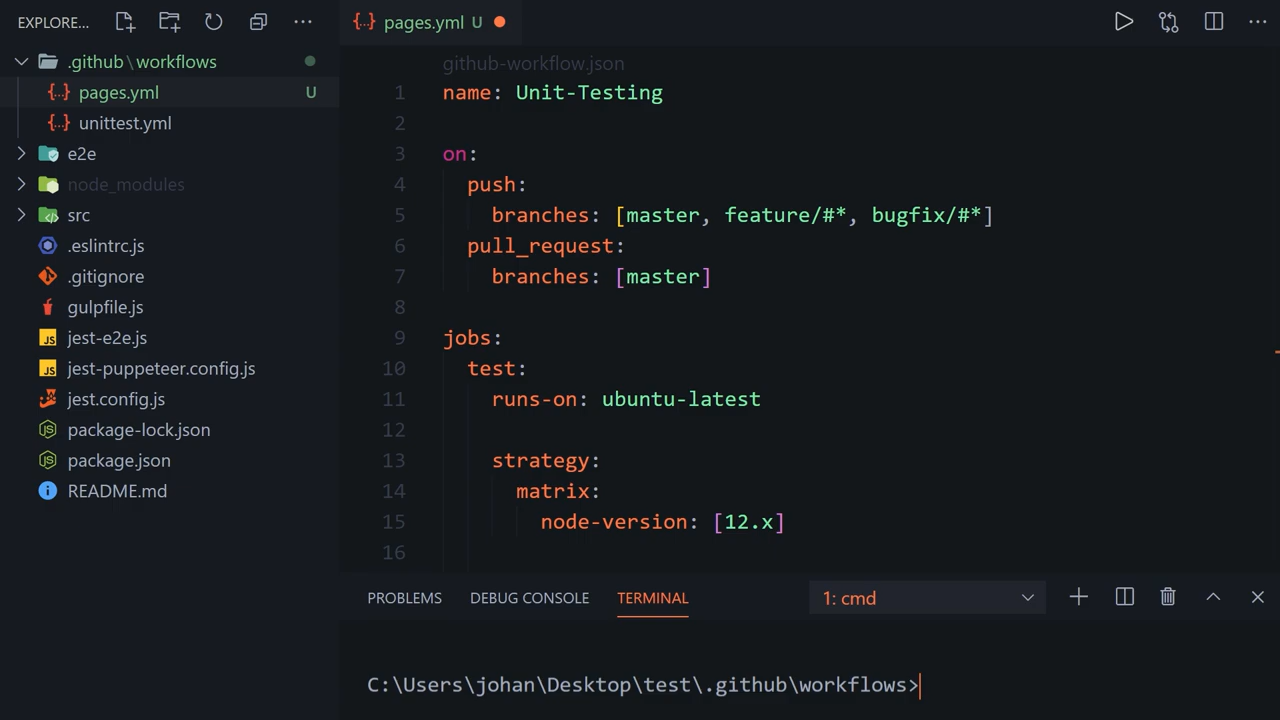 EXPLORE...
.github\workflows
pages.yml U
unittest.yml
e2e
node_modules
src
.eslintrc.js
.gitignore
gulpfile.js
jest-e2e.js
jest-puppeteer.config.js
jest.config.js
package-lock.json
package.json
README.md
pages.yml U
github-workflow.json
1 name: Unit-Testing
2
3 on:
4 push:
5 branches: [master, feature/#*, bugfix/#*]
6 pull_request:
7 branches: [master]
8
9 jobs:
10 test:
11 runs-on: ubuntu-latest
12
13 strategy:
14 matrix:
15 node-version: [12.x]
16
PROBLEMS DEBUG CONSOLE TERMINAL 1: cmd
C:\Users\johan\Desktop\test\.github\workflows>